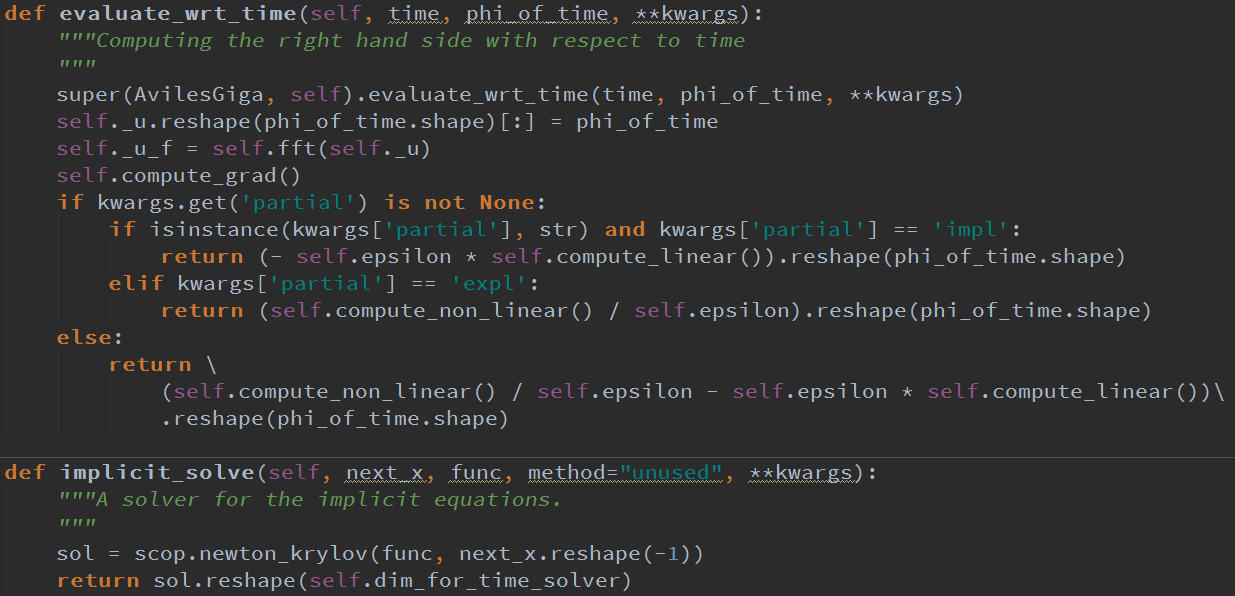 def evaluate_wrt_time(self, time, phi_of_time, **kwargs):
    """Computing the right hand side with respect to time
    """
    super(AvilesGiga, self).evaluate_wrt_time(time, phi_of_time, **kwargs)
    self._u.reshape(phi_of_time.shape)[:] = phi_of_time
    self._u_f = self.fft(self._u)
    self.compute_grad()
    if kwargs.get('partial') is not None:
        if isinstance(kwargs['partial'], str) and kwargs['partial'] == 'impl':
            return (- self.epsilon * self.compute_linear()).reshape(phi_of_time.shape)
        elif kwargs['partial'] == 'expl':
            return (self.compute_non_linear() / self.epsilon).reshape(phi_of_time.shape)
    else:
        return \
            (self.compute_non_linear() / self.epsilon - self.epsilon * self.compute_linear())\
            .reshape(phi_of_time.shape)
def implicit_solve(self, next_x, func, method="unused", **kwargs):
    """A solver for the implicit equations.
    """
    sol = scop.newton_krylov(func, next_x.reshape(-1))
    return sol.reshape(self.dim_for_time_solver)